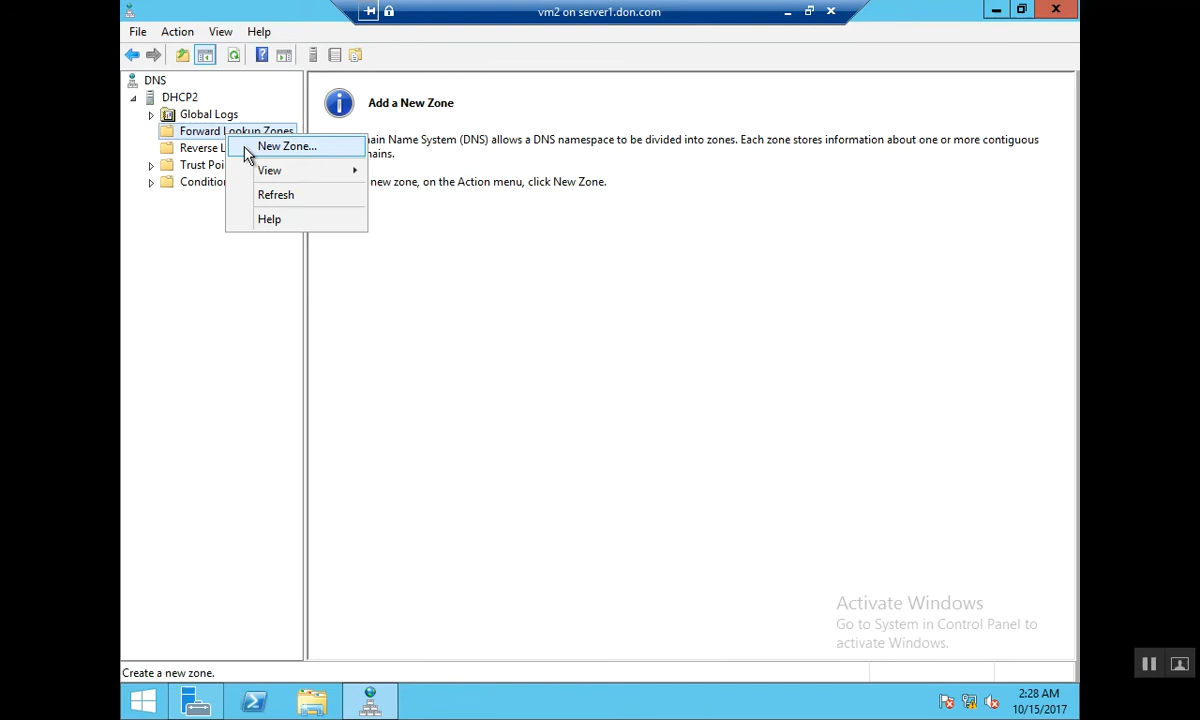 vm2 on server1.don.com
File Action View Help
DNS
DHCP2
Global Logs
Forward Lookup Zones
Reverse L
Trust Poi
Condition
New Zone...
View
Refresh
Help
Add a New Zone
ain Name System (DNS) allows a DNS namespace to be divided into zones. Each zone stores information about one or more contiguous
ains.
new zone, on the Action menu, click New Zone.
Activate Windows
Go to System in Control Panel to
activate Windows.
Create a new zone.
2:28 AM
10/15/2017